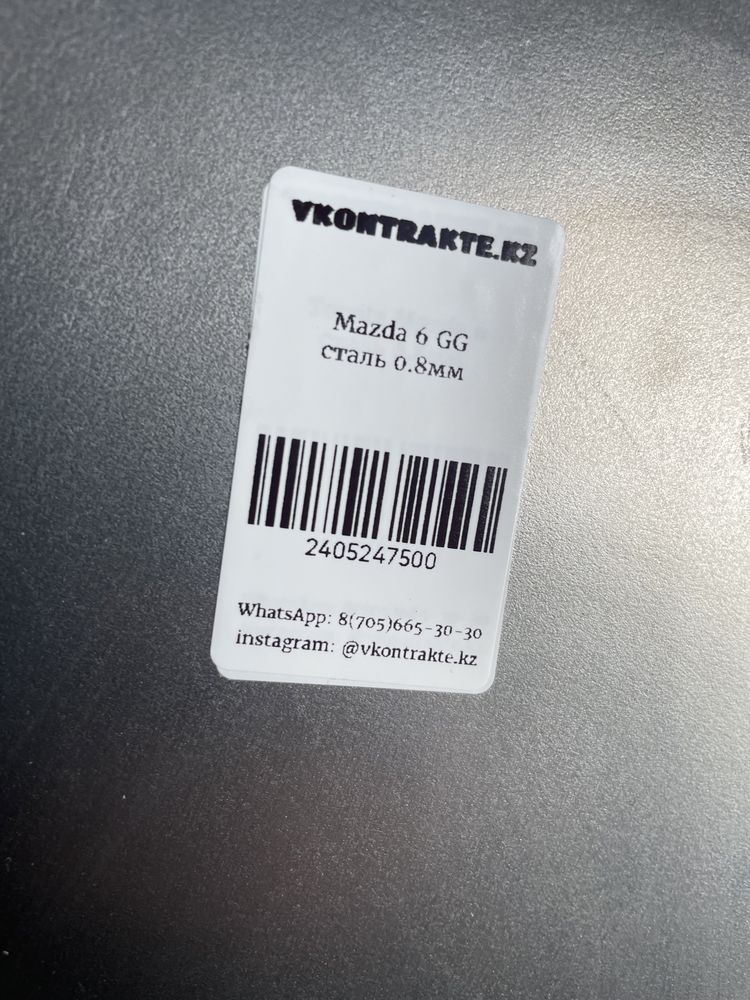 VKONTRAKTE.KZ
Mazda 6 GG
сталь 0.8мм
2405247500
WhatsApp: 8(705)665-30-30
instagram: @vkontrakte.kz